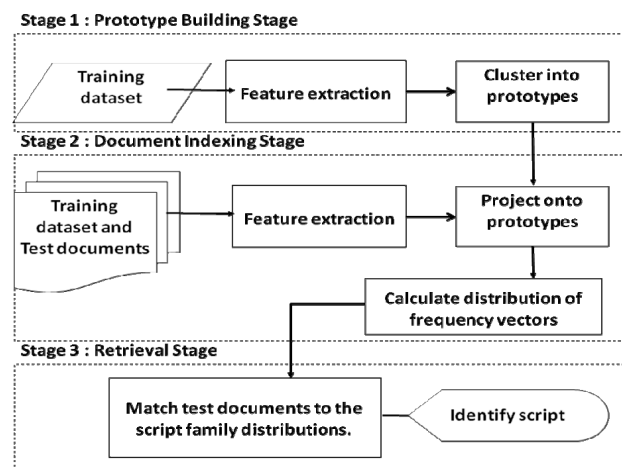 Stage 1 : Prototype Building Stage
Training
dataset
Feature extraction
Cluster into
prototypes
Stage 2 : Document Indexing Stage
Training
dataset and
Test documents
Feature extraction
Project onto
prototypes
Calculate distribution of
frequency vectors
Stage 3 : Retrieval Stage
Match test documents to the
script family distributions.
Identify script